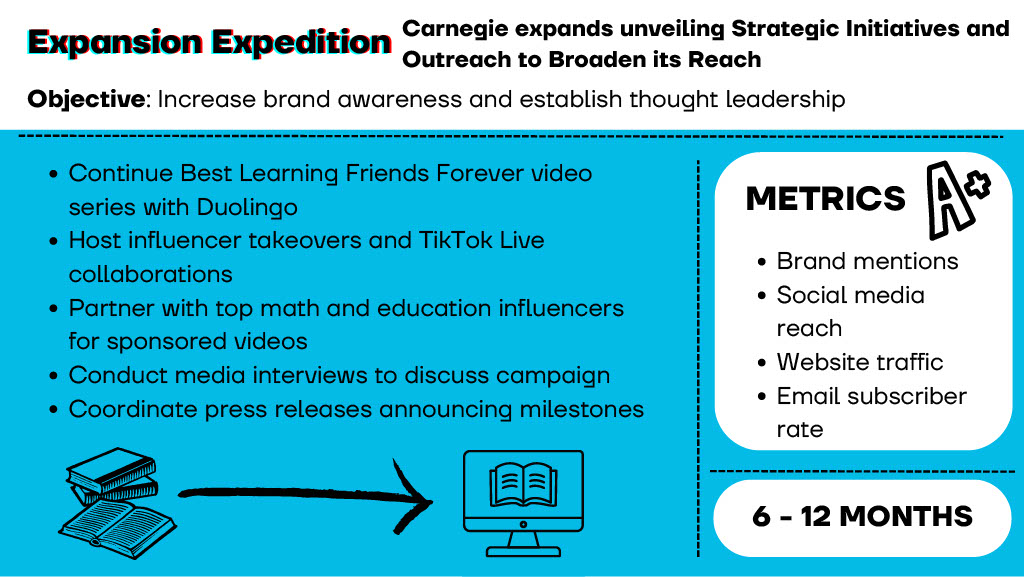 Expansion Expedition
Carnegie expands unveiling Strategic Initiatives and
Outreach to Broaden its Reach
Objective: Increase brand awareness and establish thought leadership
• Continue Best Learning Friends Forever video
series with Duolingo
• Host influencer takeovers and TikTok Live
collaborations
• Partner with top math and education influencers
for sponsored videos
• Conduct media interviews to discuss campaign
• Coordinate press releases announcing milestones
METRICS
A+
• Brand mentions
• Social media
reach
• Website traffic
• Email subscriber
rate
6 - 12 MONTHS